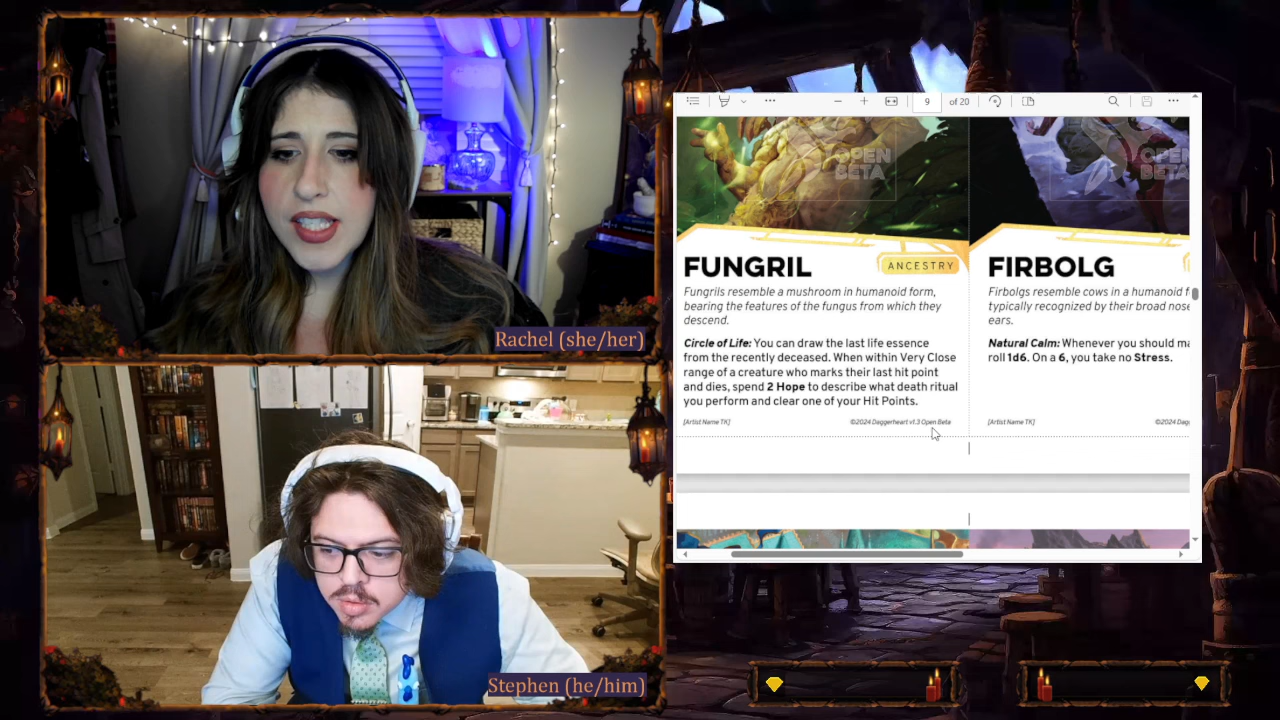 Rachel (she/her)
Stephen (he/him)
9 of 20
OPEN
BETA
OPEN
BETA
FUNGRIL
ANCESTRY
Fungrils resemble a mushroom in humanoid form,
bearing the features of the fungus from which they
descend.
Circle of Life: You can draw the last life essence
from the recently deceased. When within Very Close
range of a creature who marks their last hit point
and dies, spend 2 Hope to describe what death ritual
you perform and clear one of your Hit Points.
[Artist Name TK] ©2024 Daggerheart v1.3 Open Beta
FIRBOLG
Firbolgs resemble cows in a humanoid f
typically recognized by their broad nose
ears.
Natural Calm: Whenever you should ma
roll 1d6. On a 6, you take no Stress.
[Artist Name TK] ©2024 Dag